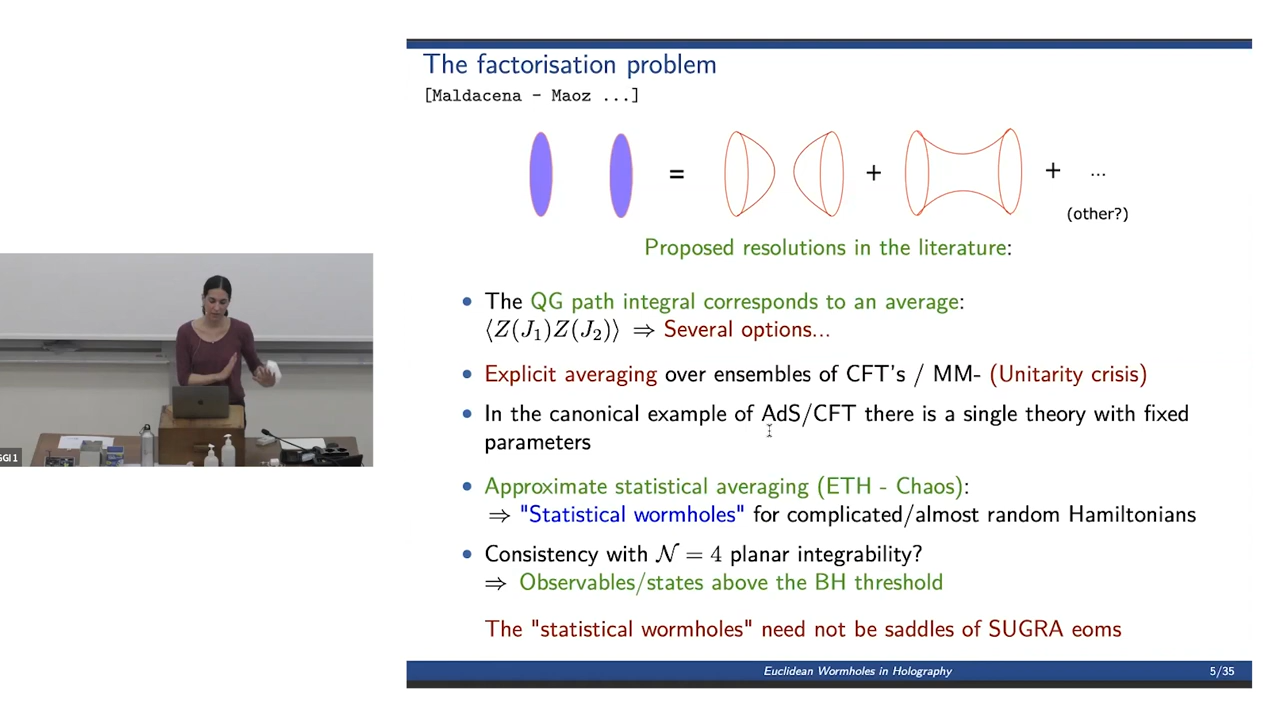 The factorisation problem
[Maldacena - Maoz ...]
= + + ...
(other?)
Proposed resolutions in the literature:
• The QG path integral corresponds to an average:
⟨Z(J₁)Z(J₂)⟩ ⇒ Several options...
• Explicit averaging over ensembles of CFT's / MM- (Unitarity crisis)
• In the canonical example of AdS/CFT there is a single theory with fixed
parameters
• Approximate statistical averaging (ETH - Chaos):
⇒ "Statistical wormholes" for complicated/almost random Hamiltonians
• Consistency with 𝒩 = 4 planar integrability?
⇒ Observables/states above the BH threshold
The "statistical wormholes" need not be saddles of SUGRA eoms
Euclidean Wormholes in Holography
5/35